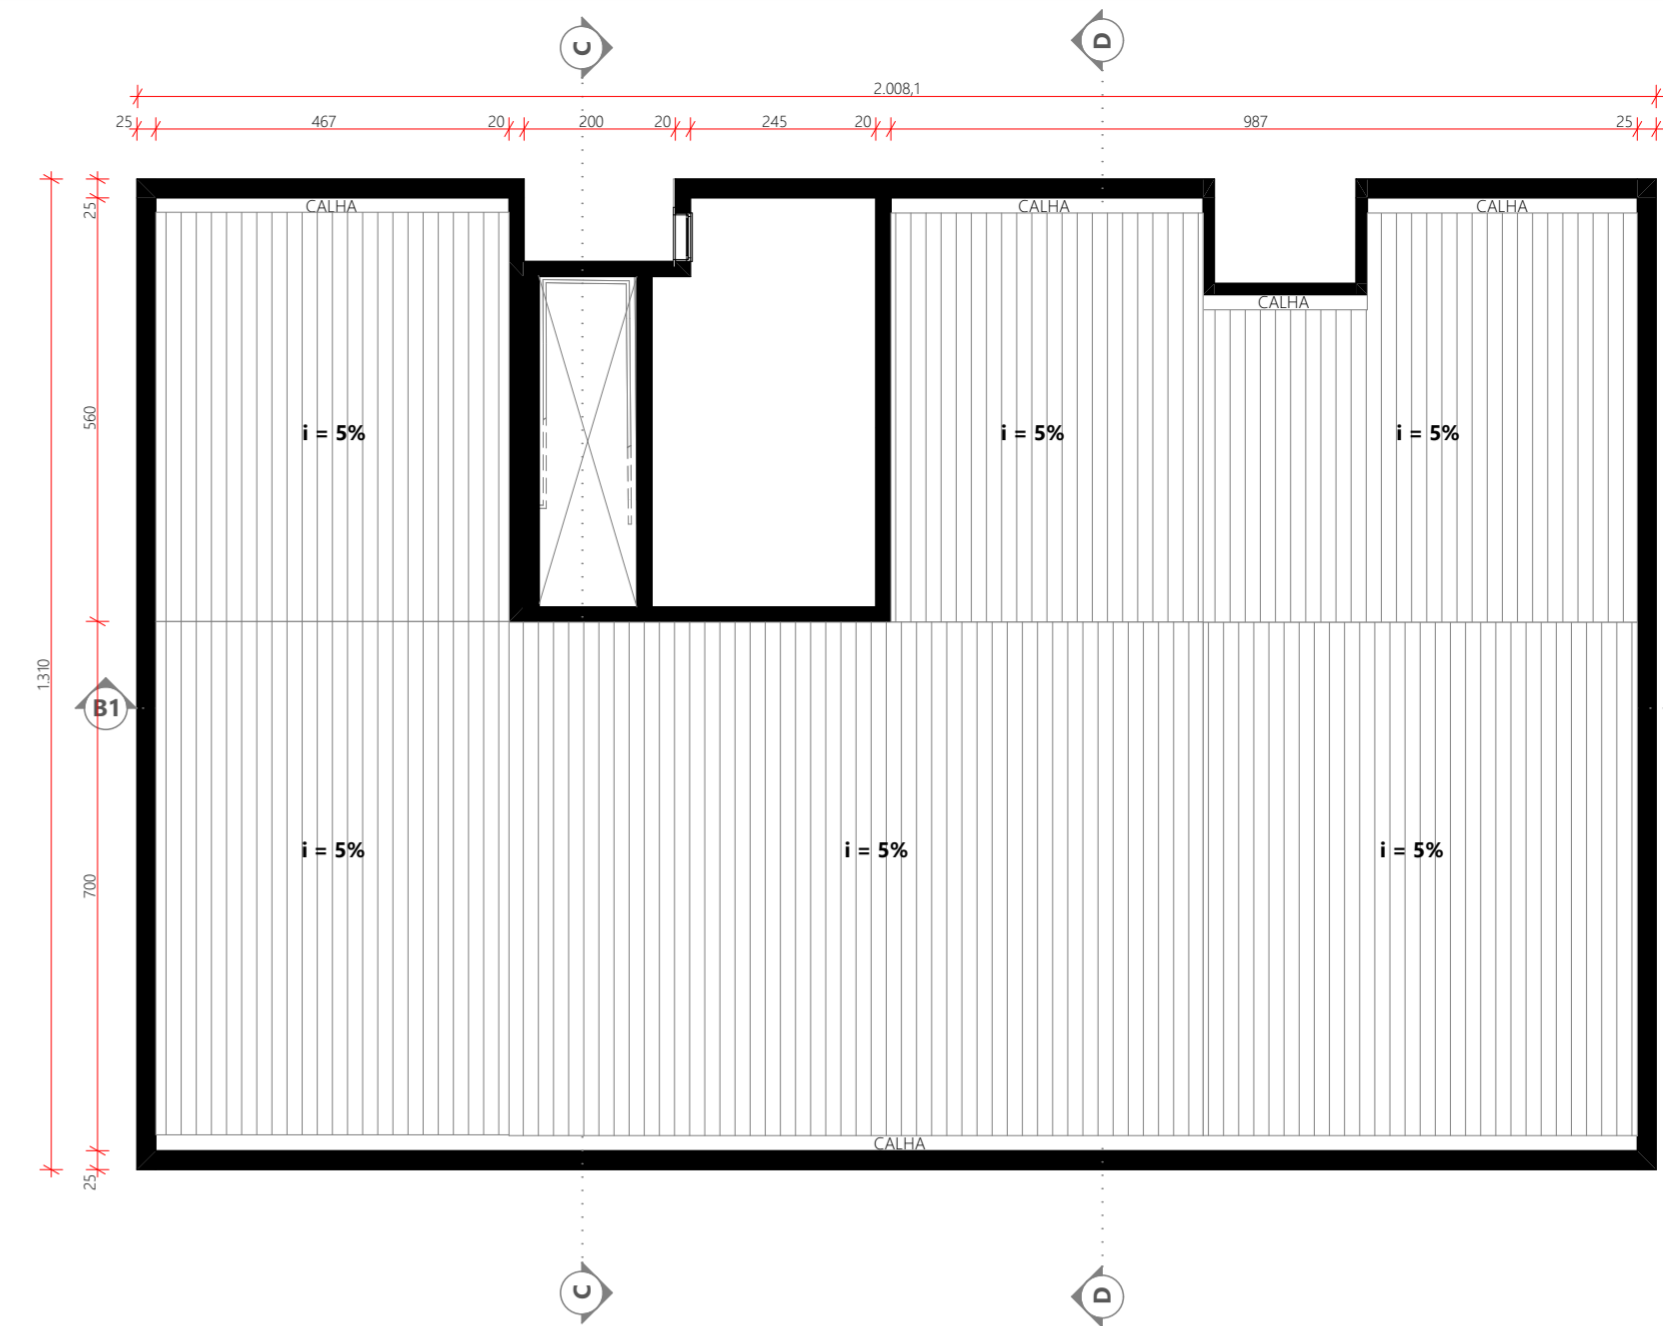 C
D
2.008,1
25
467
20
200
20
245
20
987
25
25
CALHA
CALHA
CALHA
CALHA
560
i = 5%
i = 5%
i = 5%
1.310
B1
i = 5%
i = 5%
i = 5%
700
CALHA
25
C
D